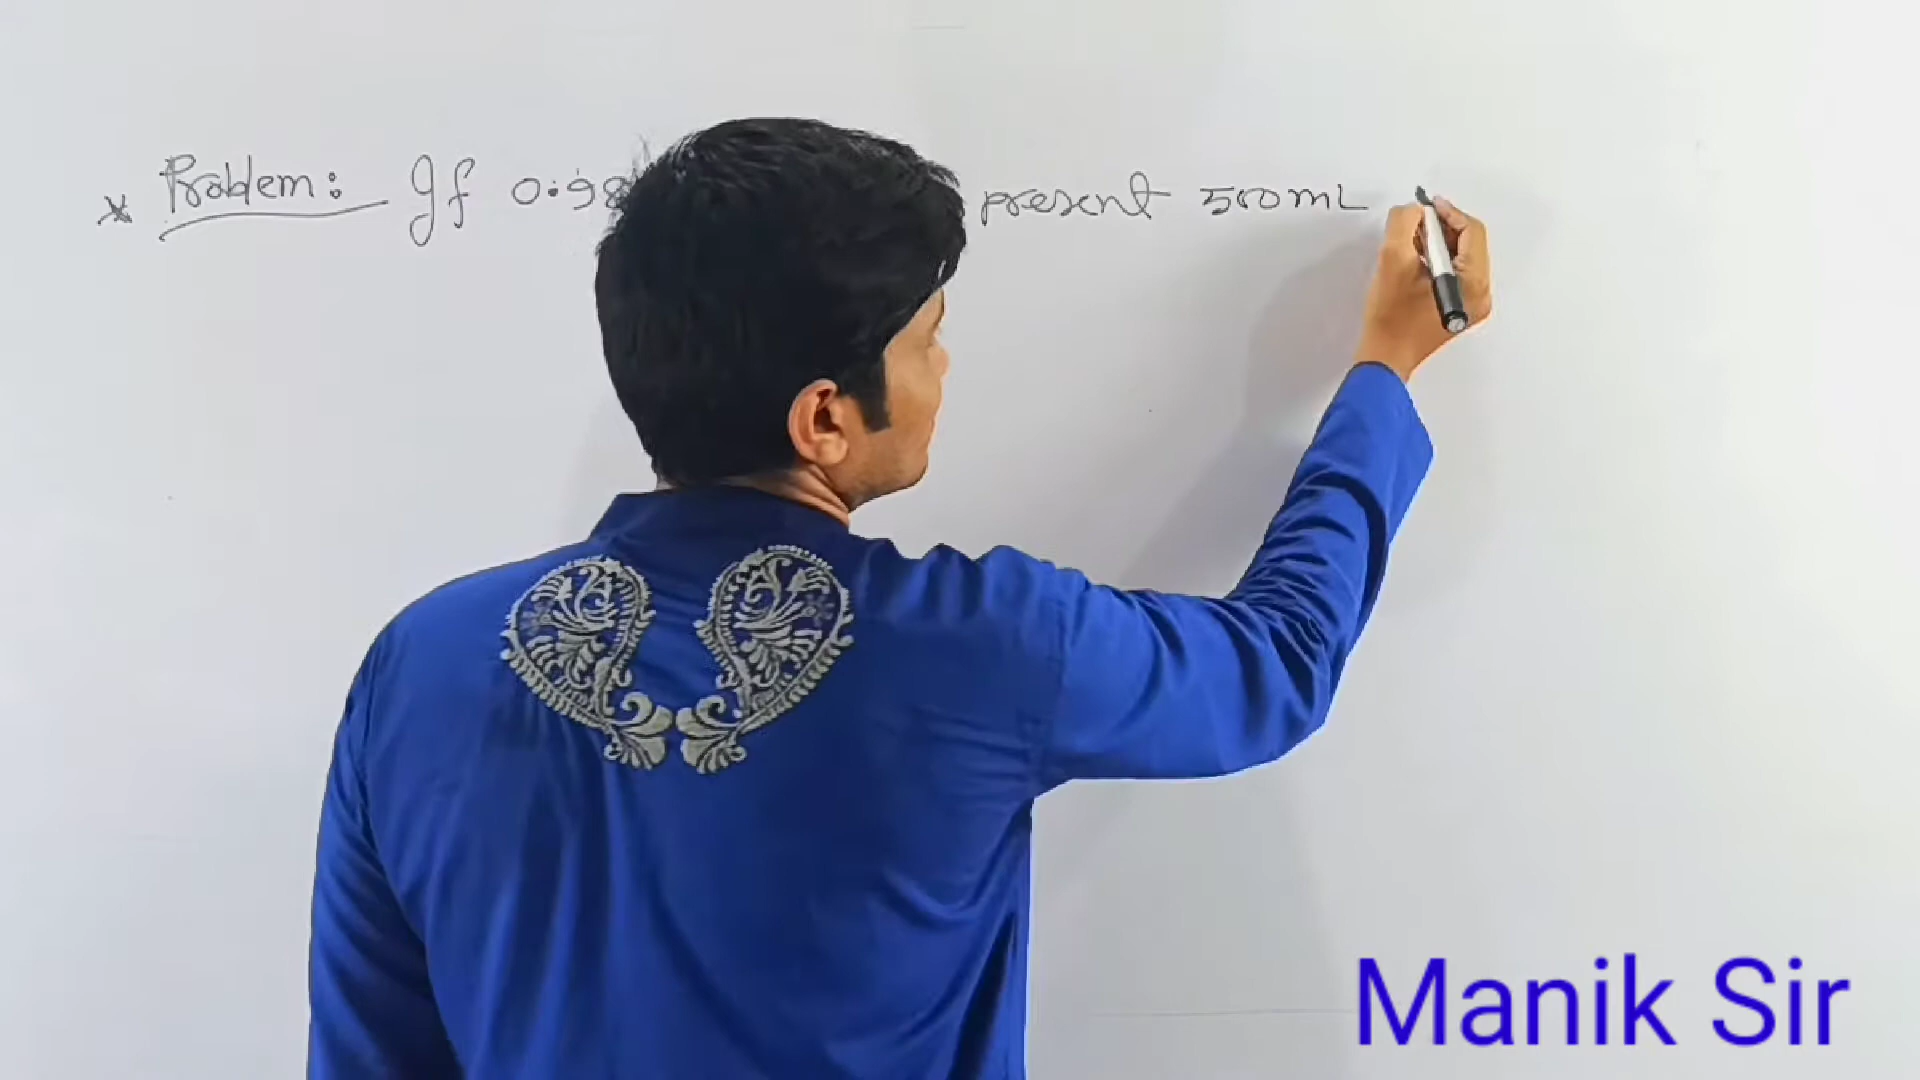 * Problem: If 0.98 present 500mL
Manik Sir